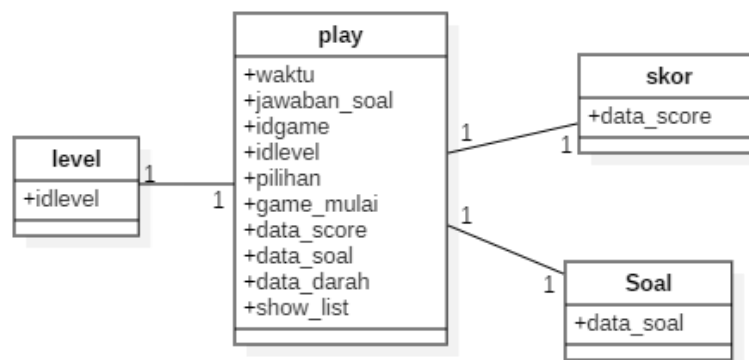 play
+waktu
+jawaban_soal
+idgame
+idlevel
+pilihan
+game_mulai
+data_score
+data_soal
+data_darah
+show_list
level
+idlevel
skor
+data_score
Soal
+data_soal
1
1
1
1
1
1